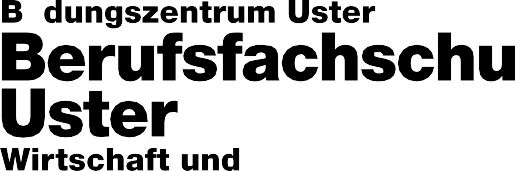 B dungszentrum Uster
Berufsfachschu
Uster
Wirtschaft und